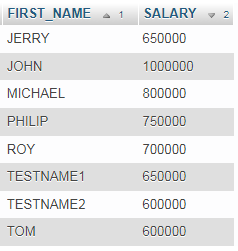 FIRST_NAME 1 SALARY 2
JERRY 650000
JOHN 1000000
MICHAEL 800000
PHILIP 750000
ROY 700000
TESTNAME1 650000
TESTNAME2 600000
TOM 600000